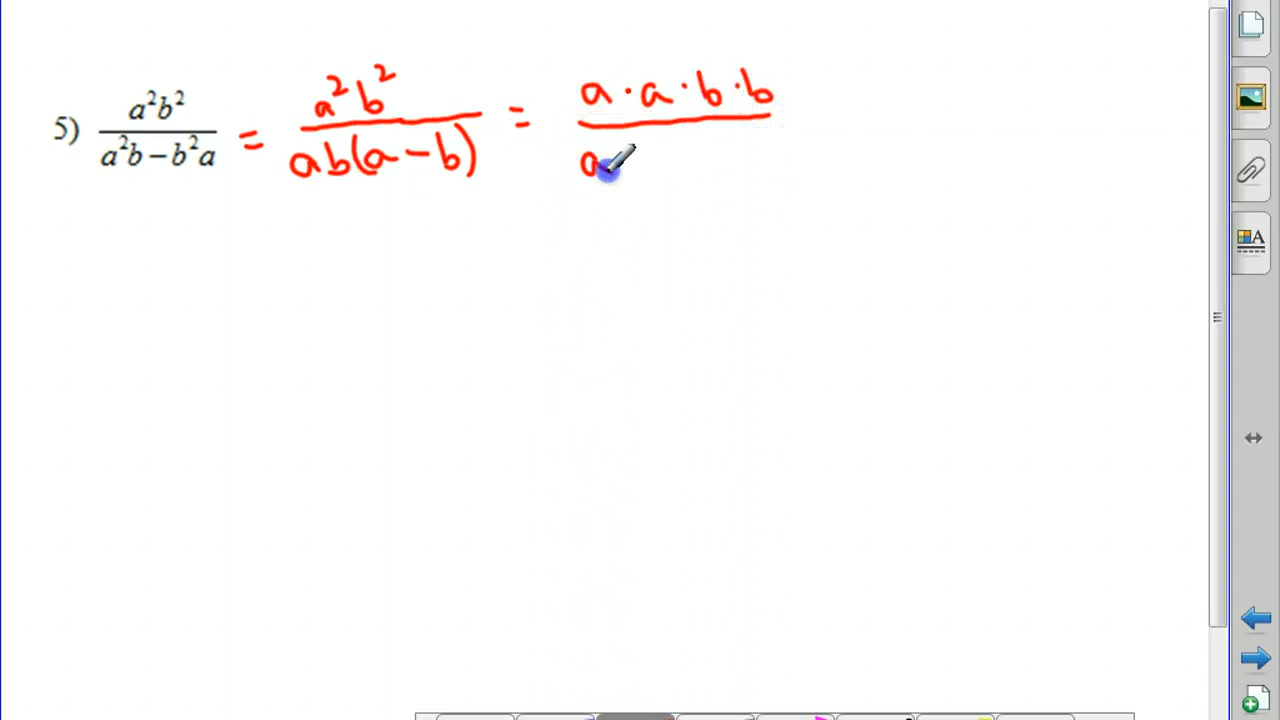 5) a²b² / (a²b − b²a) = a²b² / ab(a − b) = a · a · b · b / a